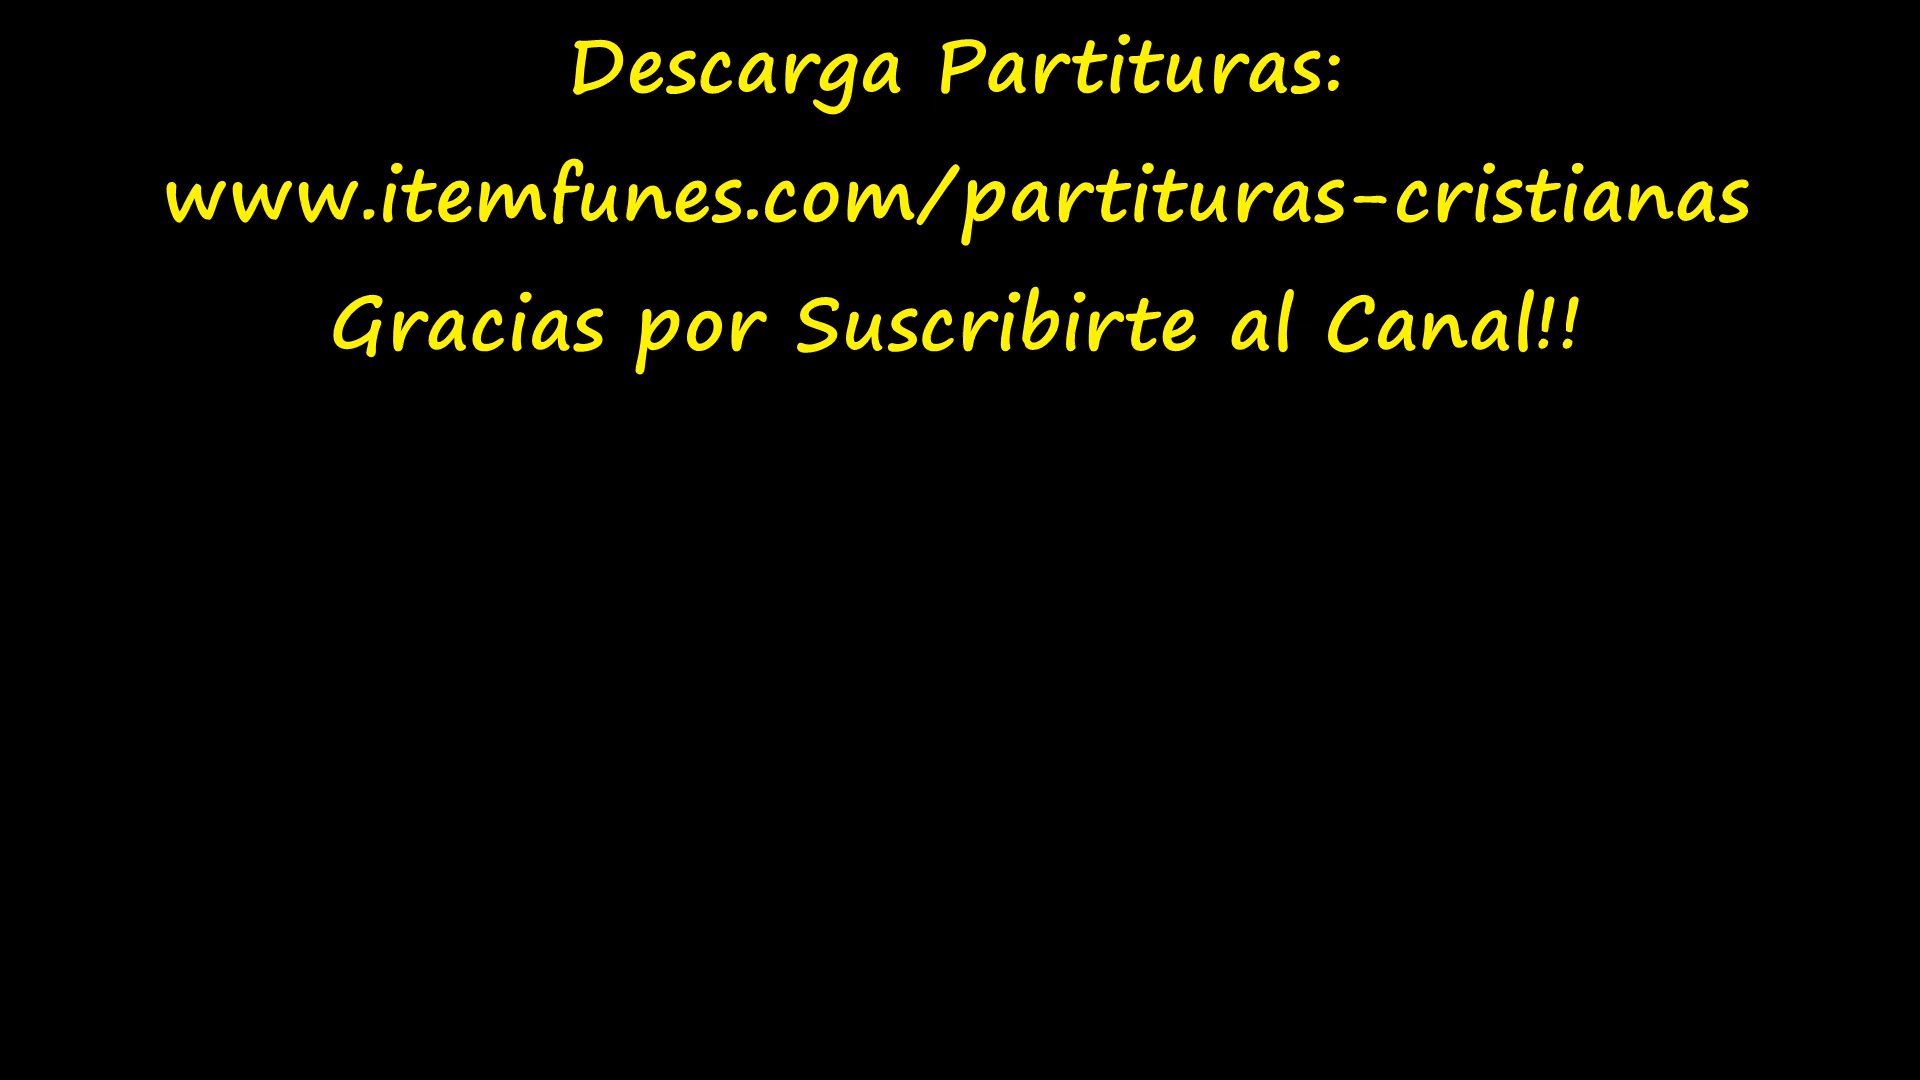 Descarga Partituras:
www.itemfunes.com/partituras-cristianas
Gracias por Suscribirte al Canal!!